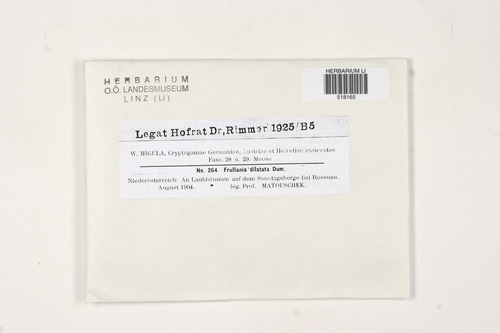 HERBARIUM
O.Ö. LANDESMUSEUM
LINZ (LI)
HERBARIUM LI
518165
Legat Hofrat Dr,Rimmer 1925/B5
W. MIGULA, Cryptogamae Germaniae, Austriae et Helvetiae exsiccatae
Fasc. 28 u. 29. Moose
No. 264 Frullania dilatata Dum.
Niederösterreich: An Laubbäumen auf dem Sonntagsberge bei Rosenau.
August 1904. leg. Prof. MATOUSCHEK.